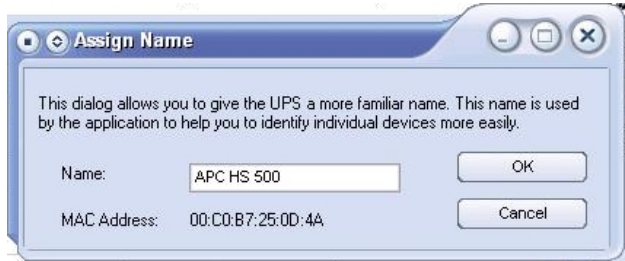 Assign Name
This dialog allows you to give the UPS a more familiar name. This name is used
by the application to help you to identify individual devices more easily.
Name: APC HS 500 OK
MAC Address: 00:C0:B7:25:0D:4A Cancel